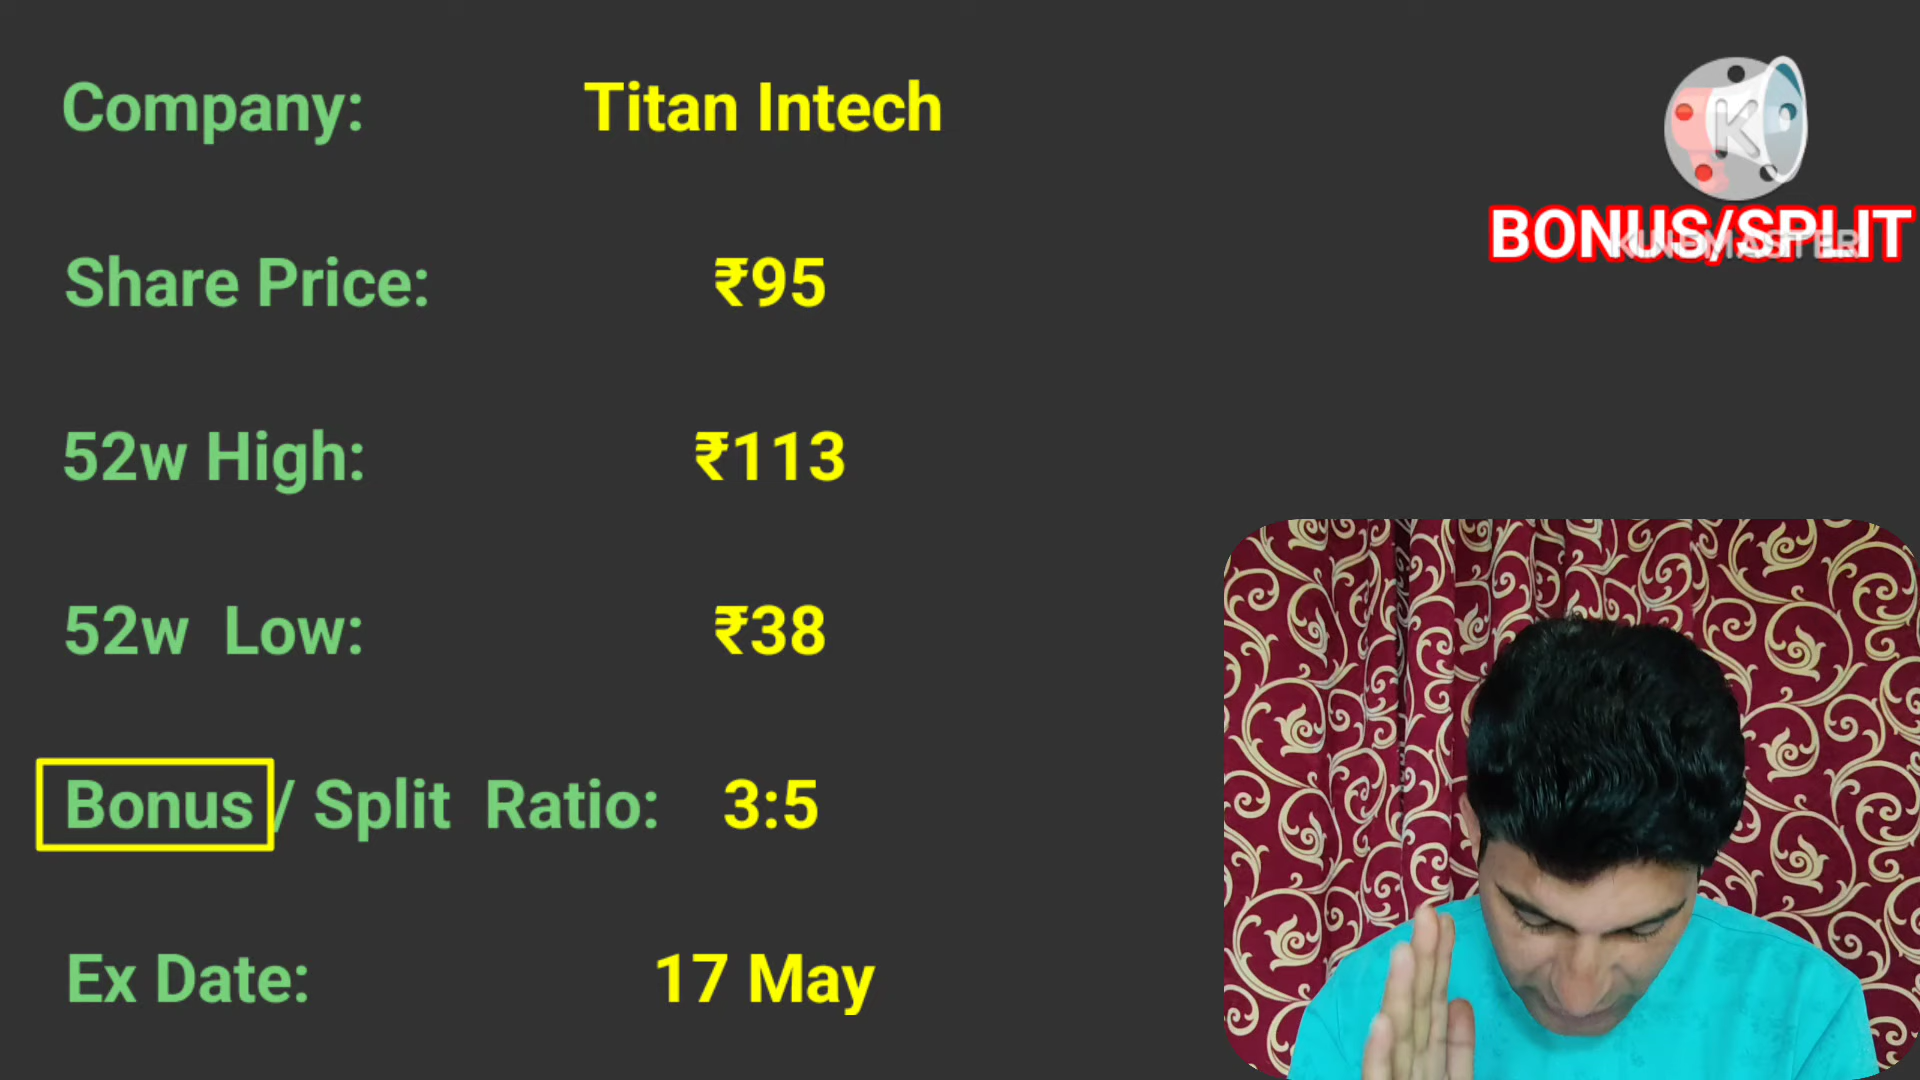 Company: Titan Intech
K
BONUS/SPLIT
KINEMASTER
Share Price: ₹95
52w High: ₹113
52w Low: ₹38
Bonus / Split Ratio: 3:5
Ex Date: 17 May